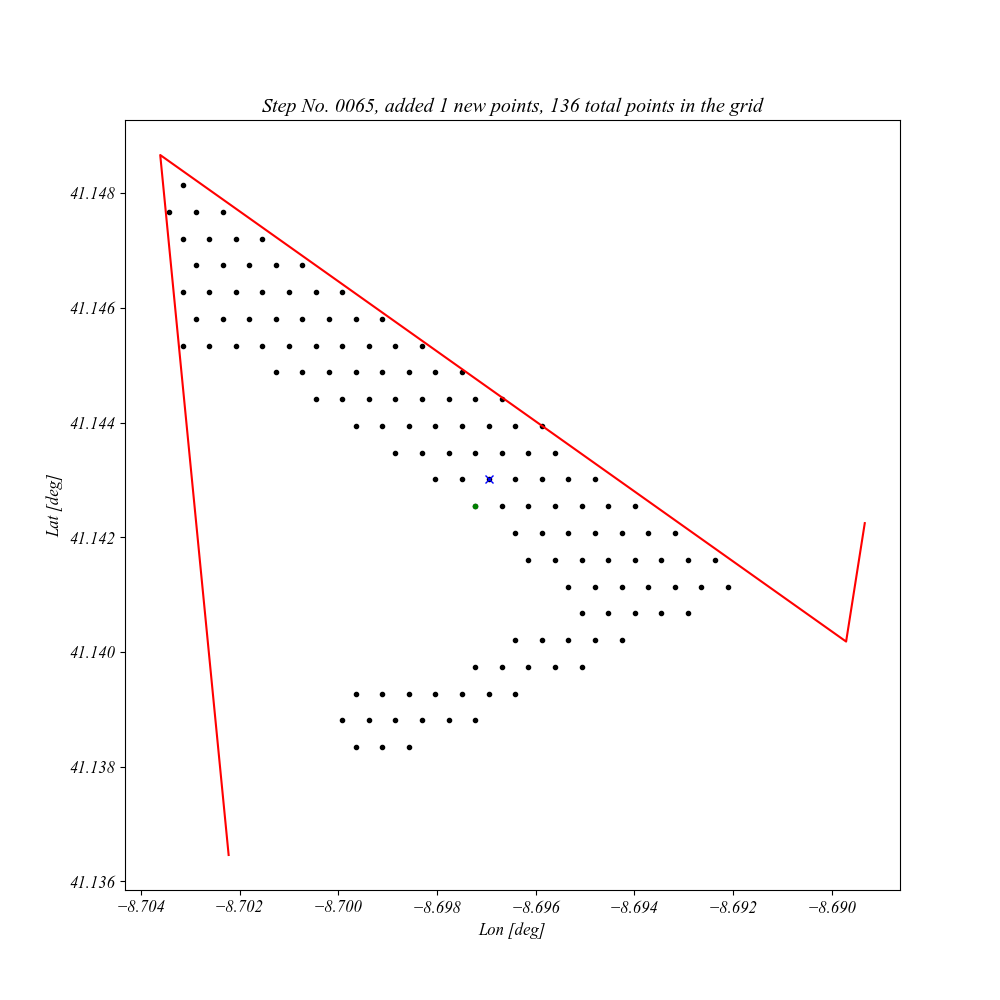 Step No. 0065, added 1 new points, 136 total points in the grid
41.148
41.146
41.144
41.142
41.140
41.138
41.136
Lat [deg]
−8.704 −8.702 −8.700 −8.698 −8.696 −8.694 −8.692 −8.690
Lon [deg]